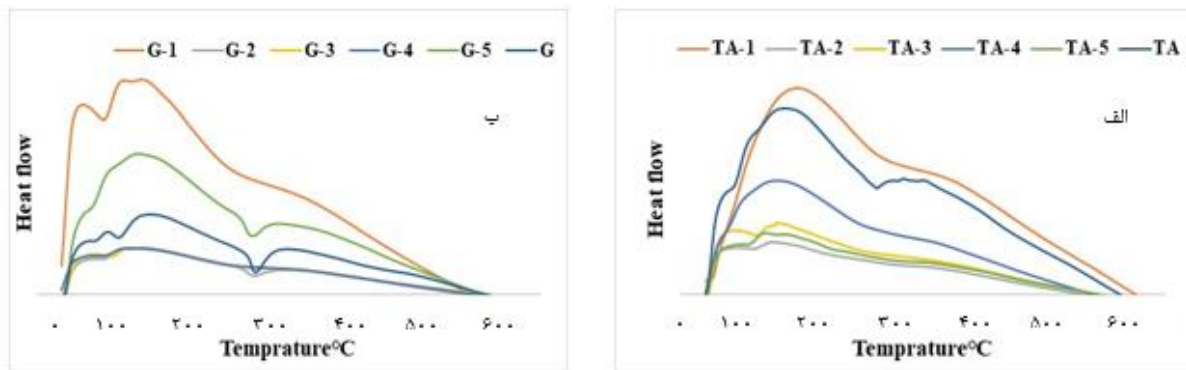 G-1 G-2 G-3 G-4 G-5 G
ب
Heat flow
۰ ۱۰۰ ۲۰۰ ۳۰۰ ۴۰۰ ۵۰۰ ۶۰۰
Temprature°C
TA-1 TA-2 TA-3 TA-4 TA-5 TA
الف
Heat flow
۰ ۱۰۰ ۲۰۰ ۳۰۰ ۴۰۰ ۵۰۰ ۶۰۰
Temprature°C